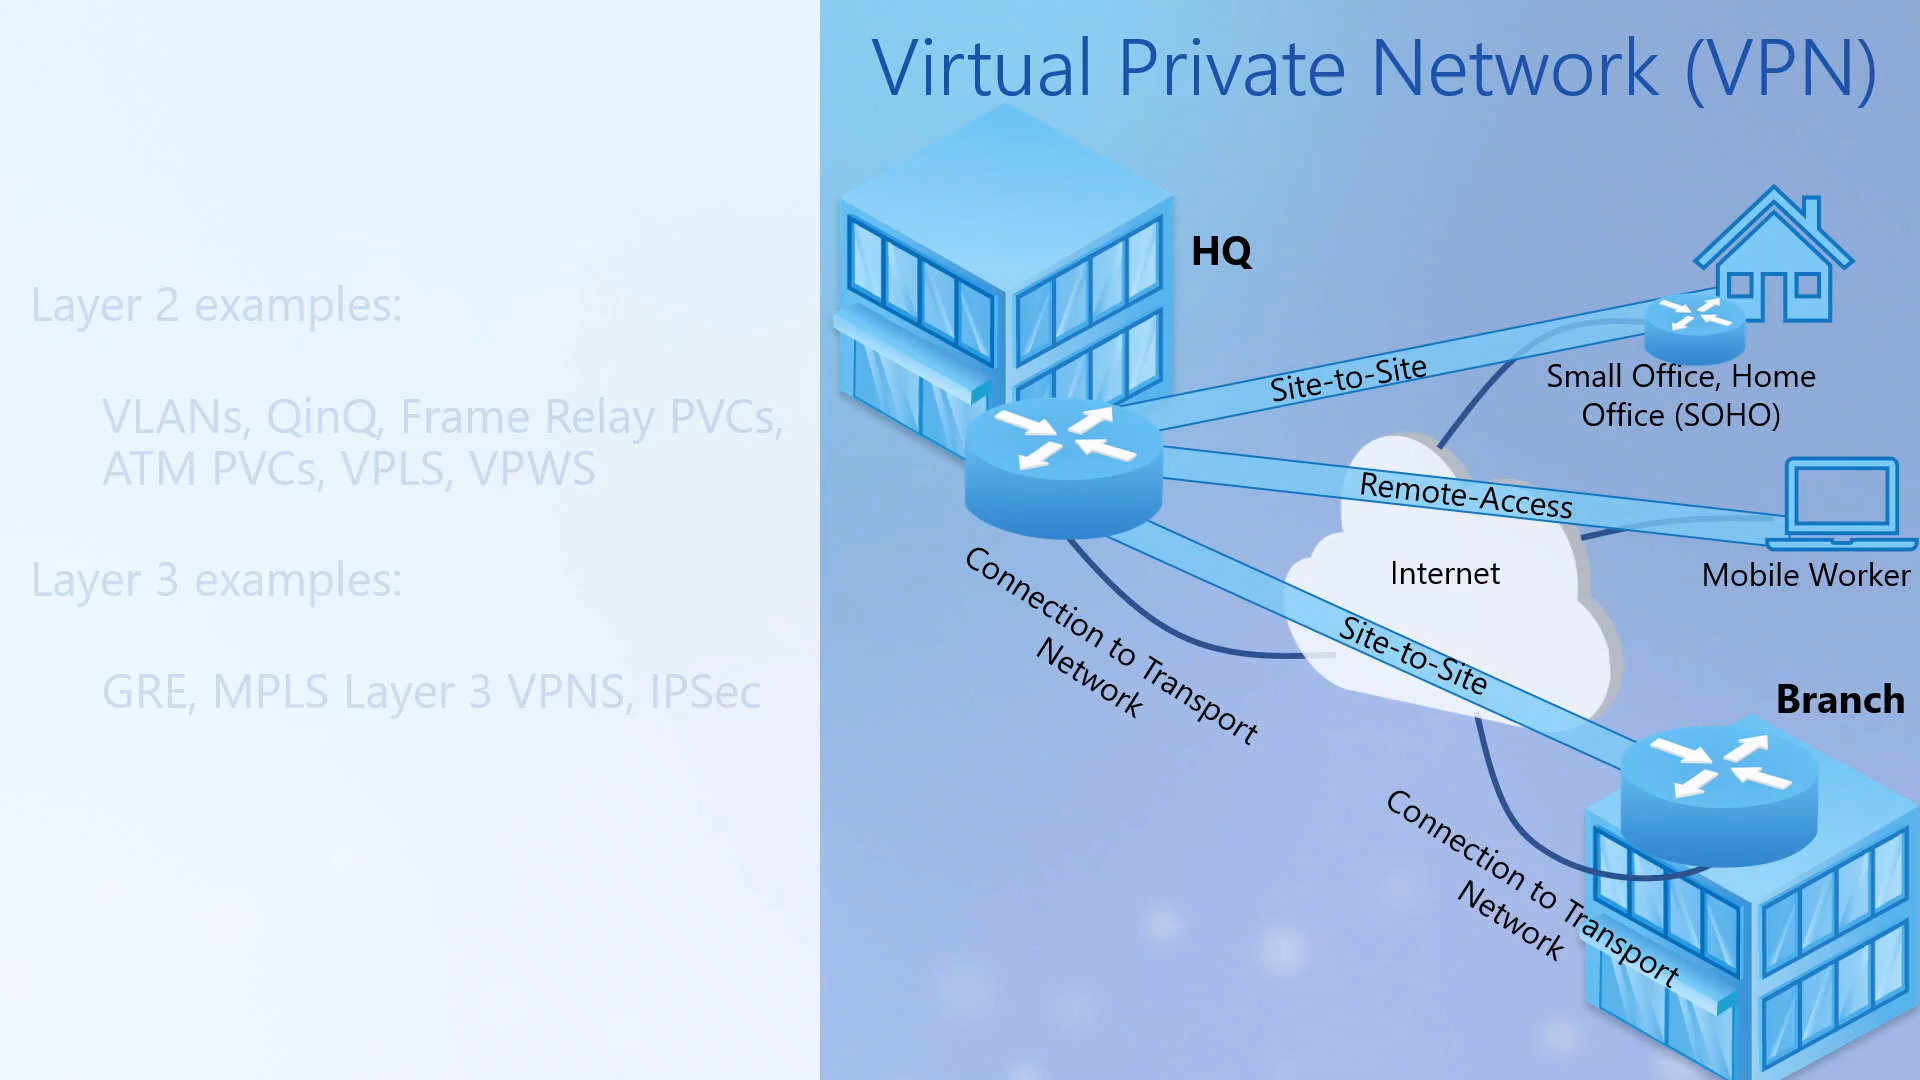 Virtual Private Network (VPN)
Layer 2 examples:
VLANs, QinQ, Frame Relay PVCs,
ATM PVCs, VPLS, VPWS
Layer 3 examples:
GRE, MPLS Layer 3 VPNS, IPSec
HQ
Site-to-Site
Small Office, Home
Office (SOHO)
Remote-Access
Internet
Mobile Worker
Connection to Transport
Network
Site-to-Site
Branch
Connection to Transport
Network